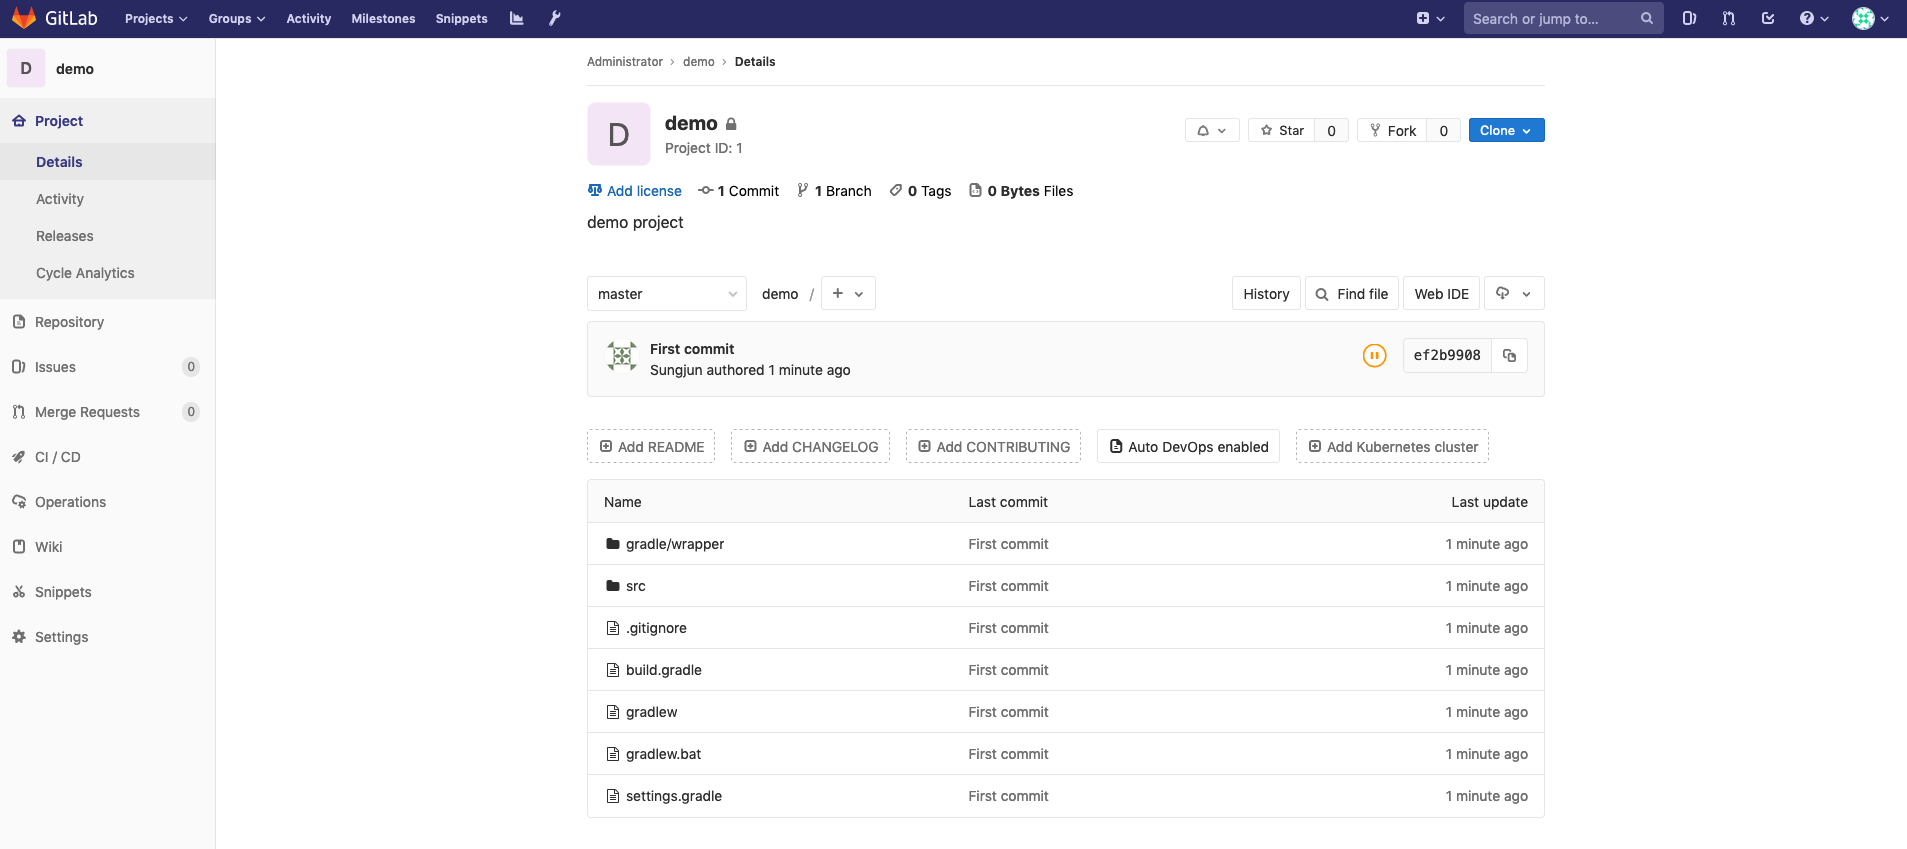 GitLab Projects Groups Activity Milestones Snippets Search or jump to...
D demo
Project
Details
Activity
Releases
Cycle Analytics
Repository
Issues 0
Merge Requests 0
CI / CD
Operations
Wiki
Snippets
Settings
Administrator > demo > Details
D
demo
Project ID: 1
Star 0 Fork 0 Clone
Add license 1 Commit 1 Branch 0 Tags 0 Bytes Files
demo project
master demo / + History Find file Web IDE
First commit
Sungjun authored 1 minute ago
ef2b9908
Add README Add CHANGELOG Add CONTRIBUTING Auto DevOps enabled Add Kubernetes cluster
Name Last commit Last update
gradle/wrapper First commit 1 minute ago
src First commit 1 minute ago
.gitignore First commit 1 minute ago
build.gradle First commit 1 minute ago
gradlew First commit 1 minute ago
gradlew.bat First commit 1 minute ago
settings.gradle First commit 1 minute ago